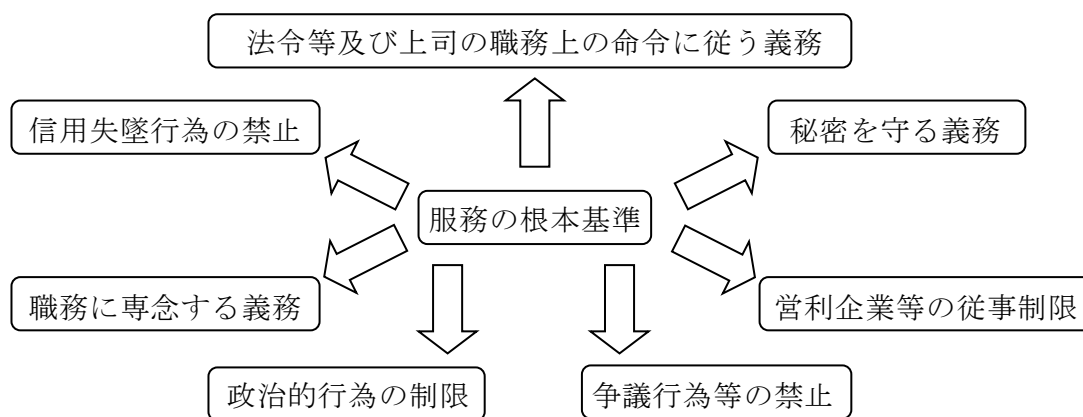 法令等及び上司の職務上の命令に従う義務
信用失墜行為の禁止
秘密を守る義務
服務の根本基準
職務に専念する義務
営利企業等の従事制限
政治的行為の制限
争議行為等の禁止